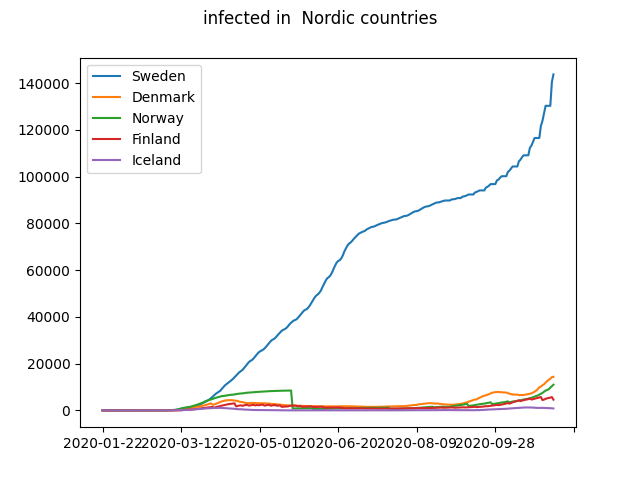 infected in  Nordic countries
Sweden
Denmark
Norway
Finland
Iceland
140000
120000
100000
80000
60000
40000
20000
0
2020-01-22 2020-03-12 2020-05-01 2020-06-20 2020-08-09 2020-09-28